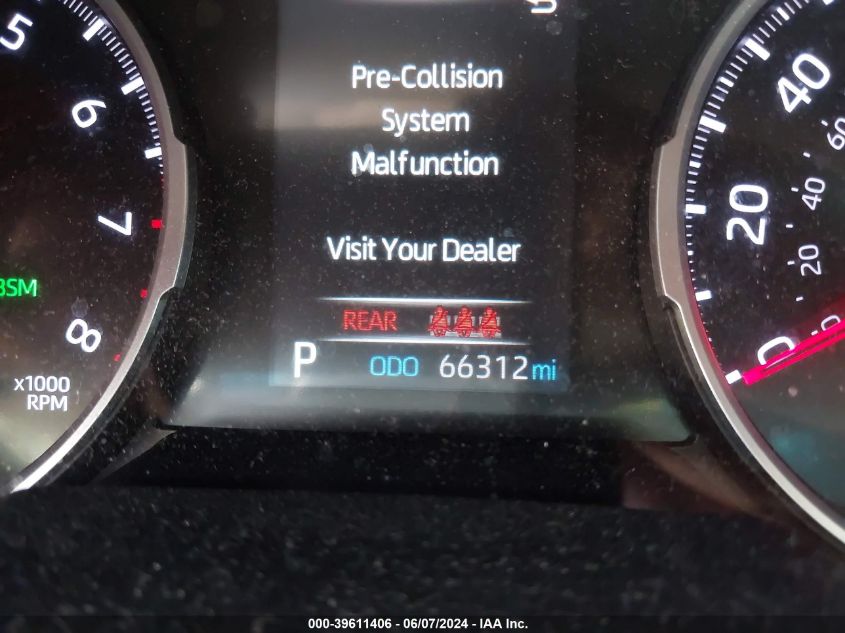 5
6
7
8
x1000
RPM
BSM
Pre-Collision
System
Malfunction
Visit Your Dealer
REAR
P ODO 66312 mi
40
20
0
60
40
20
0
000-39611406 - 06/07/2024 - IAA Inc.